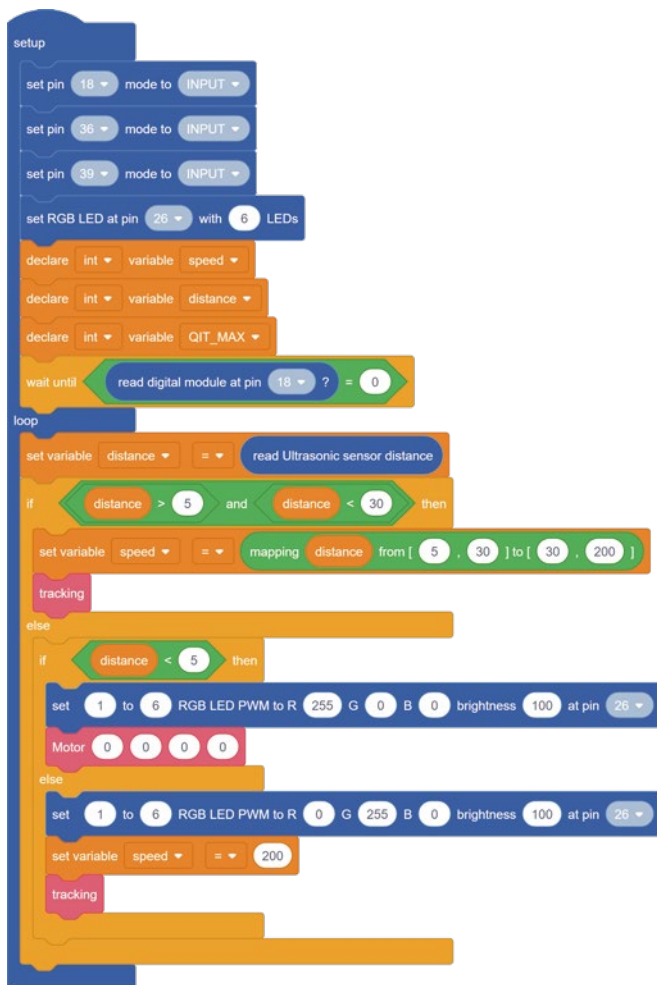 setup
set pin 18 mode to INPUT
set pin 36 mode to INPUT
set pin 39 mode to INPUT
set RGB LED at pin 26 with 6 LEDs
declare int variable speed
declare int variable distance
declare int variable QIT_MAX
wait until read digital module at pin 18 ? = 0
loop
set variable distance = read Ultrasonic sensor distance
if distance > 5 and distance < 30 then
set variable speed = mapping distance from [ 5 , 30 ] to [ 30 , 200 ]
tracking
else
if distance < 5 then
set 1 to 6 RGB LED PWM to R 255 G 0 B 0 brightness 100 at pin 26
Motor 0 0 0 0
else
set 1 to 6 RGB LED PWM to R 0 G 255 B 0 brightness 100 at pin 26
set variable speed = 200
tracking